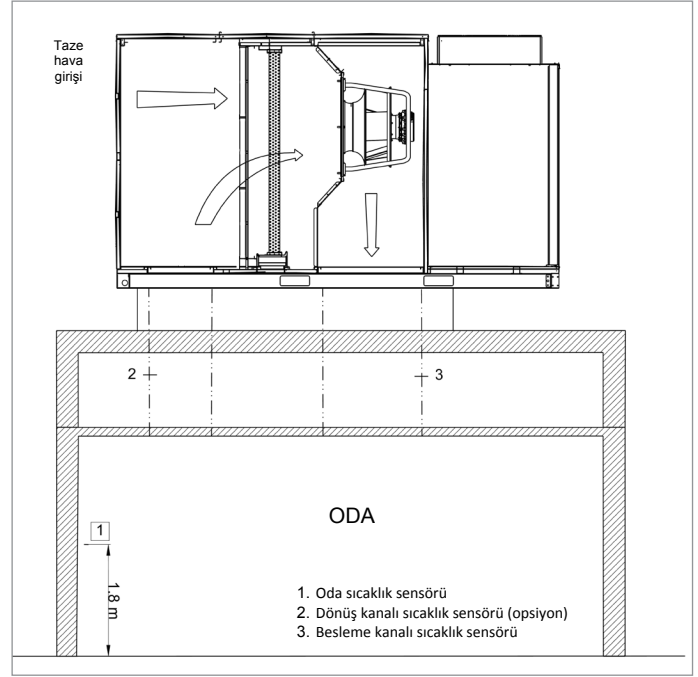 Taze
hava
girişi
2
3
ODA
1
1.8 m
1. Oda sıcaklık sensörü
2. Dönüş kanalı sıcaklık sensörü (opsiyon)
3. Besleme kanalı sıcaklık sensörü